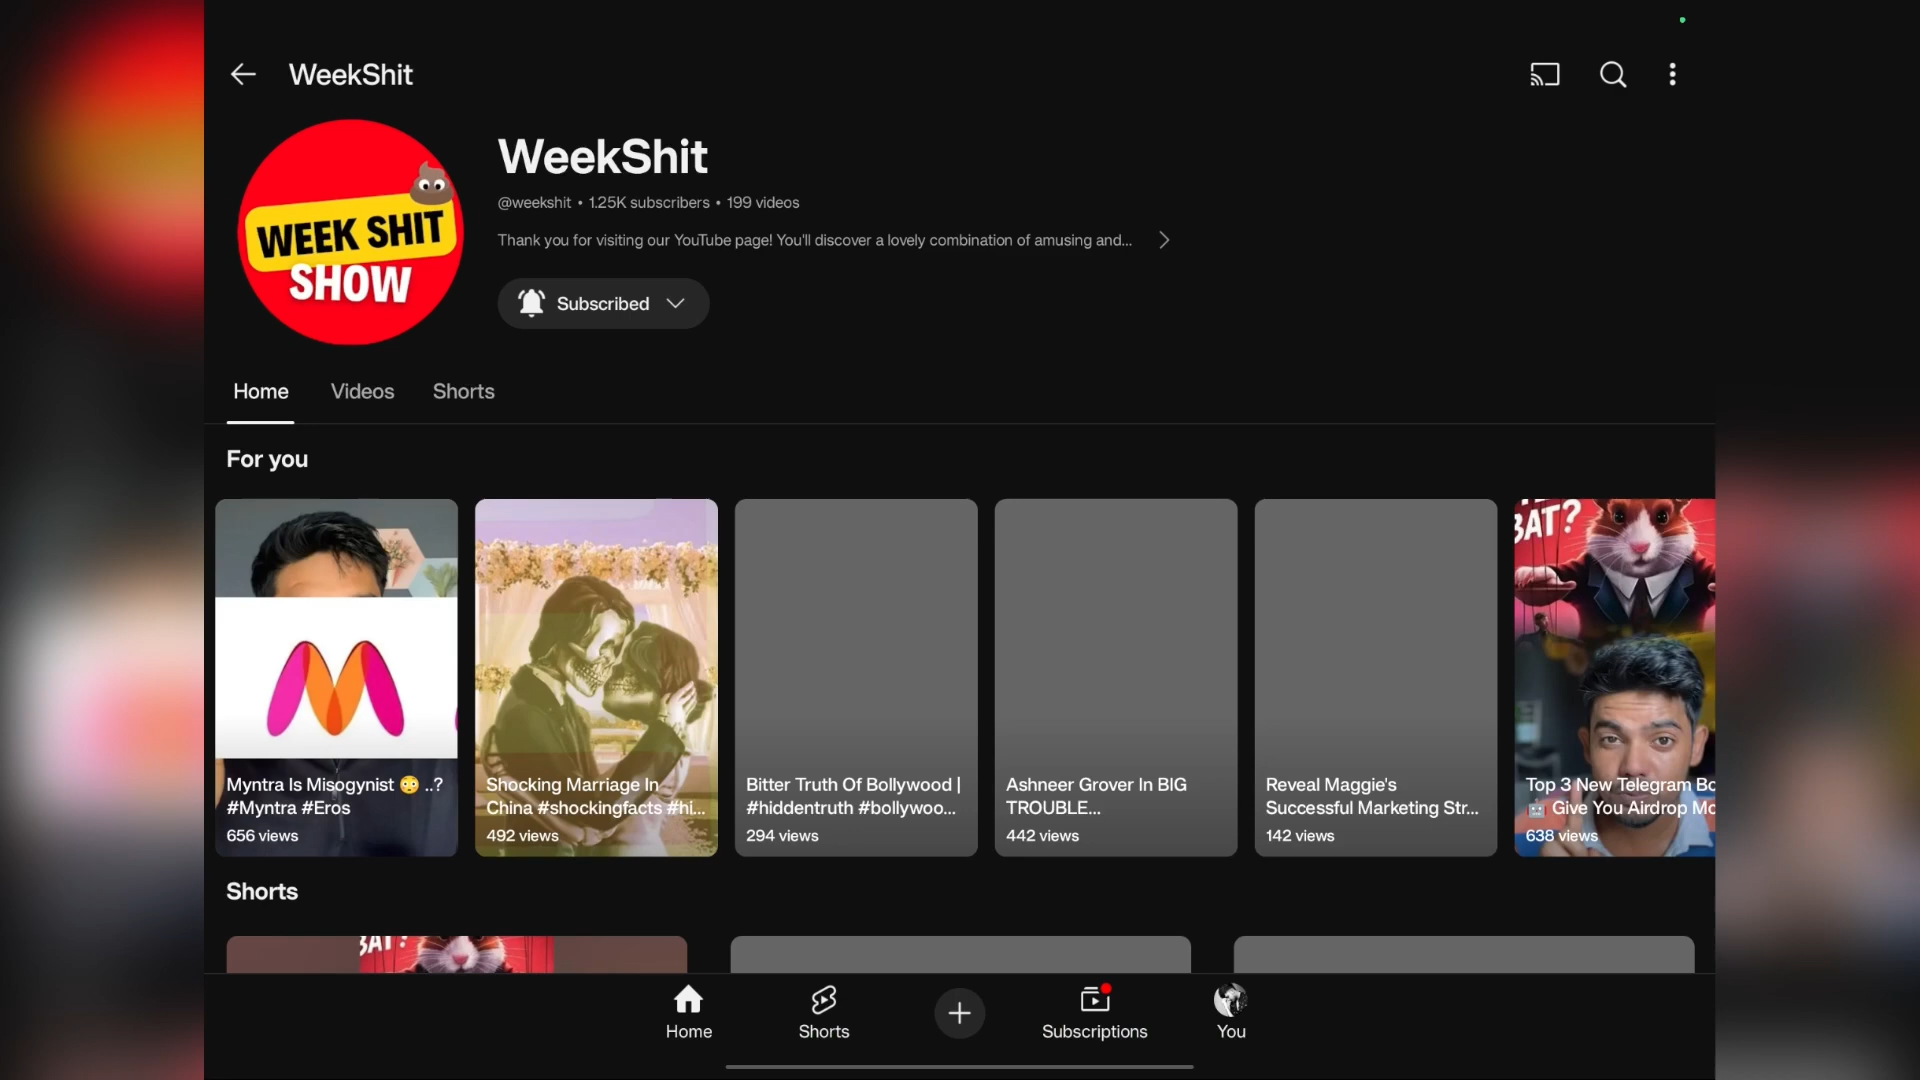 WeekShit
WEEK SHIT
SHOW
WeekShit
@weekshit • 1.25K subscribers • 199 videos
Thank you for visiting our YouTube page! You'll discover a lovely combination of amusing and...
Subscribed
Home Videos Shorts
For you
Myntra Is Misogynist 😳 ..?
#Myntra #Eros
656 views
Shocking Marriage In
China #shockingfacts #hi...
492 views
Bitter Truth Of Bollywood |
#hiddentruth #bollywoo...
294 views
Ashneer Grover In BIG
TROUBLE...
442 views
Reveal Maggie's
Successful Marketing Str...
142 views
BAT?
Top 3 New Telegram Bo
🤖 Give You Airdrop Mo
638 views
Shorts
BAT?
Home
Shorts
Subscriptions
You